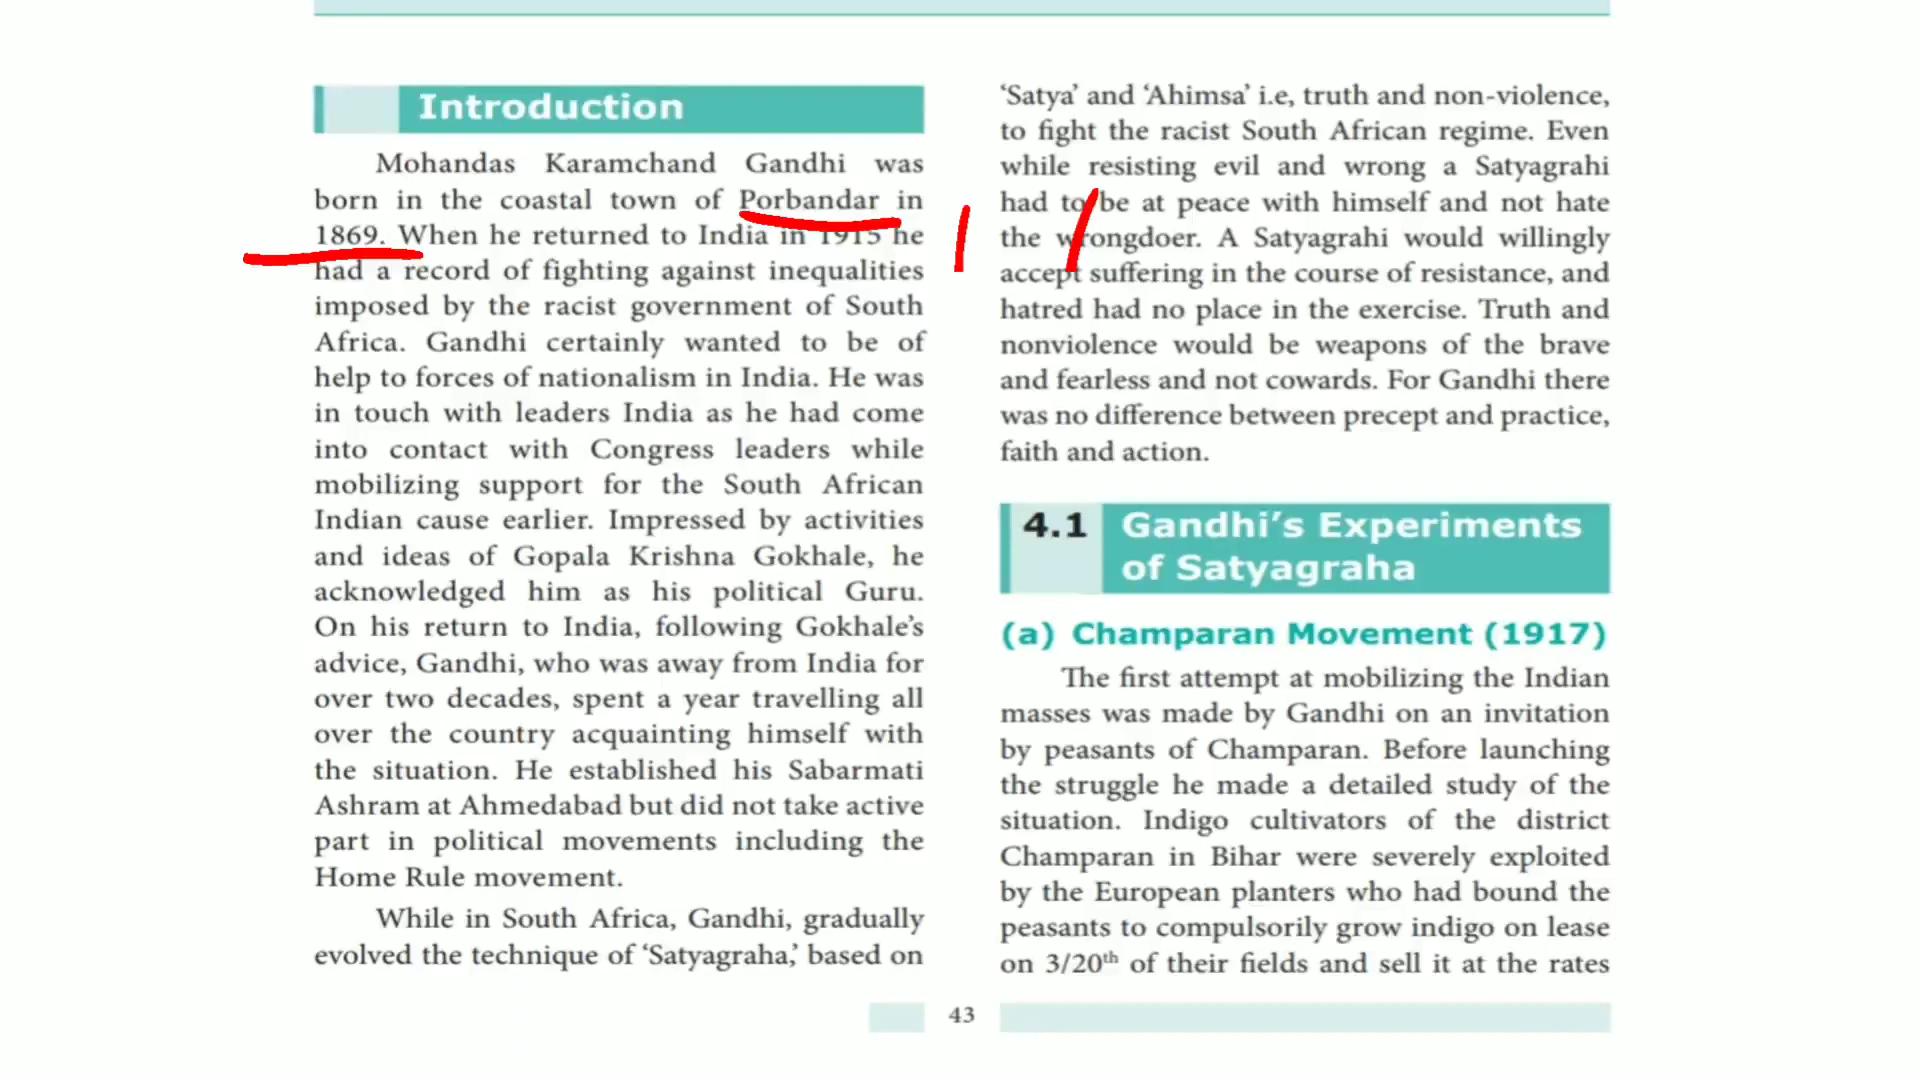 Introduction
Mohandas Karamchand Gandhi was
born in the coastal town of Porbandar in
1869. When he returned to India in 1915 he
had a record of fighting against inequalities
imposed by the racist government of South
Africa. Gandhi certainly wanted to be of
help to forces of nationalism in India. He was
in touch with leaders India as he had come
into contact with Congress leaders while
mobilizing support for the South African
Indian cause earlier. Impressed by activities
and ideas of Gopala Krishna Gokhale, he
acknowledged him as his political Guru.
On his return to India, following Gokhale’s
advice, Gandhi, who was away from India for
over two decades, spent a year travelling all
over the country acquainting himself with
the situation. He established his Sabarmati
Ashram at Ahmedabad but did not take active
part in political movements including the
Home Rule movement.
While in South Africa, Gandhi, gradually
evolved the technique of ‘Satyagraha,’ based on
‘Satya’ and ‘Ahimsa’ i.e, truth and non-violence,
to fight the racist South African regime. Even
while resisting evil and wrong a Satyagrahi
had to be at peace with himself and not hate
the wrongdoer. A Satyagrahi would willingly
accept suffering in the course of resistance, and
hatred had no place in the exercise. Truth and
nonviolence would be weapons of the brave
and fearless and not cowards. For Gandhi there
was no difference between precept and practice,
faith and action.
4.1 Gandhi’s Experiments
of Satyagraha
(a) Champaran Movement (1917)
The first attempt at mobilizing the Indian
masses was made by Gandhi on an invitation
by peasants of Champaran. Before launching
the struggle he made a detailed study of the
situation. Indigo cultivators of the district
Champaran in Bihar were severely exploited
by the European planters who had bound the
peasants to compulsorily grow indigo on lease
on 3/20th of their fields and sell it at the rates
43